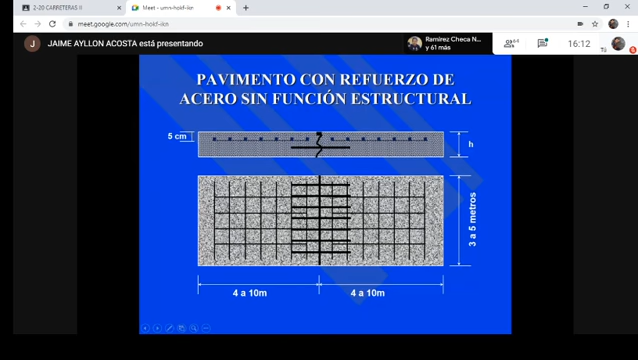 2-20 CARRETERAS II
Meet - umn-hokf-ikn
meet.google.com/umn-hokf-ikn
J
JAIME AYLLON ACOSTA está presentando
Ramirez Checa N...
y 61 más
16:12
PAVIMENTO CON REFUERZO DE
ACERO SIN FUNCIÓN ESTRUCTURAL
5 cm
h
3 a 5 metros
4 a 10m
4 a 10m